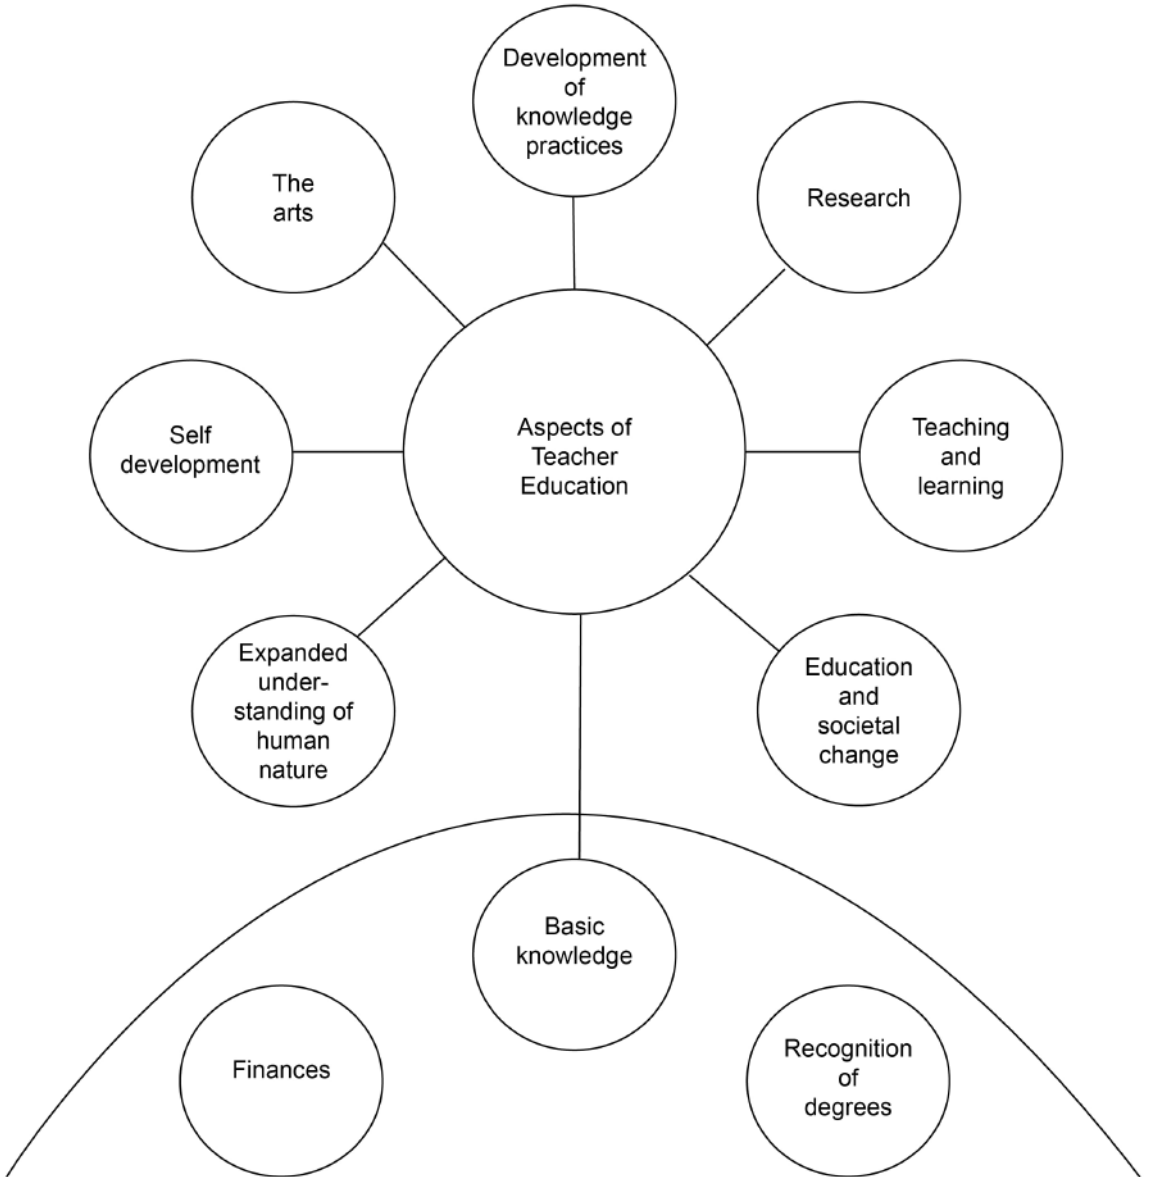 Development
of
knowledge
practices
The
arts
Research
Self
development
Aspects of
Teacher
Education
Teaching
and
learning
Expanded
under-
standing of
human
nature
Education
and
societal
change
Basic
knowledge
Finances
Recognition
of
degrees